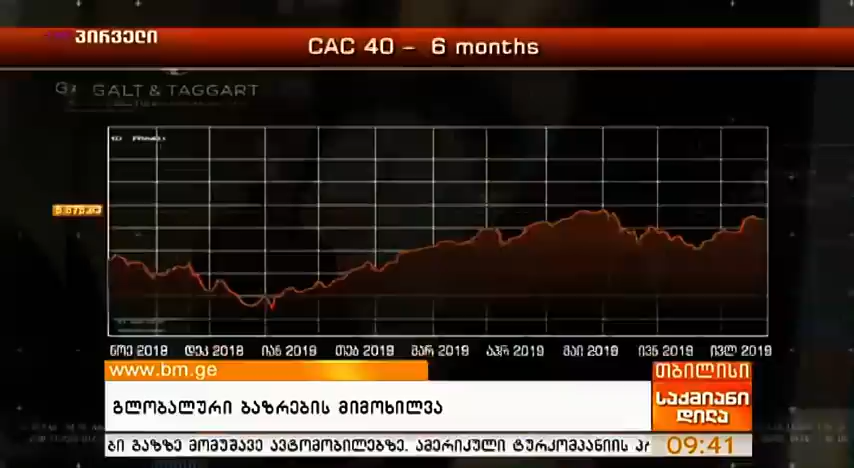 პირველი
CAC 40 – 6 months
GALT & TAGGART
ნოე 2018 დეკ 2018 იან 2019 თებ 2019 მარ 2019 აპრ 2019 მაი 2019 ივნ 2019 ივლ 2019
www.bm.ge
თბილისი
გლობალური ბაზრების მიმოხილვა
საქმიანი
დილა
ბი გაზზე მომუშავე ავტომობილებზე. ამერიკული ტურკომპანიის
09:41